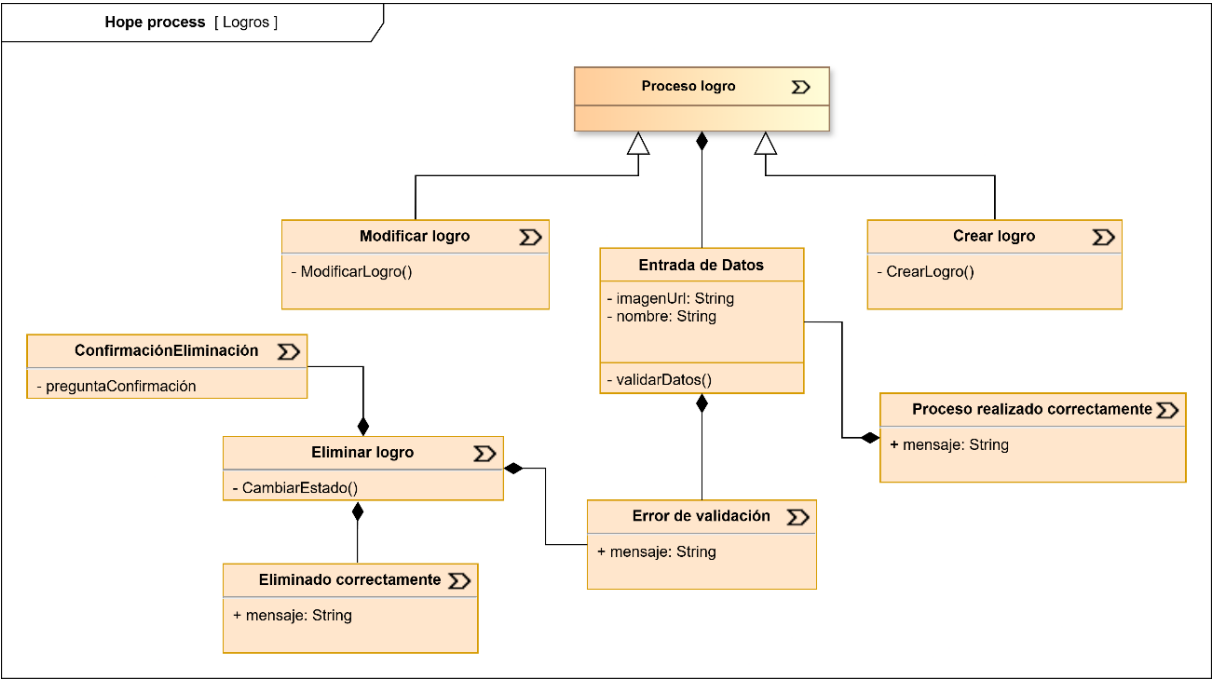 Hope process [ Logros ]
Proceso logro
Modificar logro
- ModificarLogro()
Entrada de Datos
- imagenUrl: String
- nombre: String
- validarDatos()
Crear logro
- CrearLogro()
ConfirmaciónEliminación
- preguntaConfirmación
Proceso realizado correctamente
+ mensaje: String
Eliminar logro
- CambiarEstado()
Error de validación
+ mensaje: String
Eliminado correctamente
+ mensaje: String